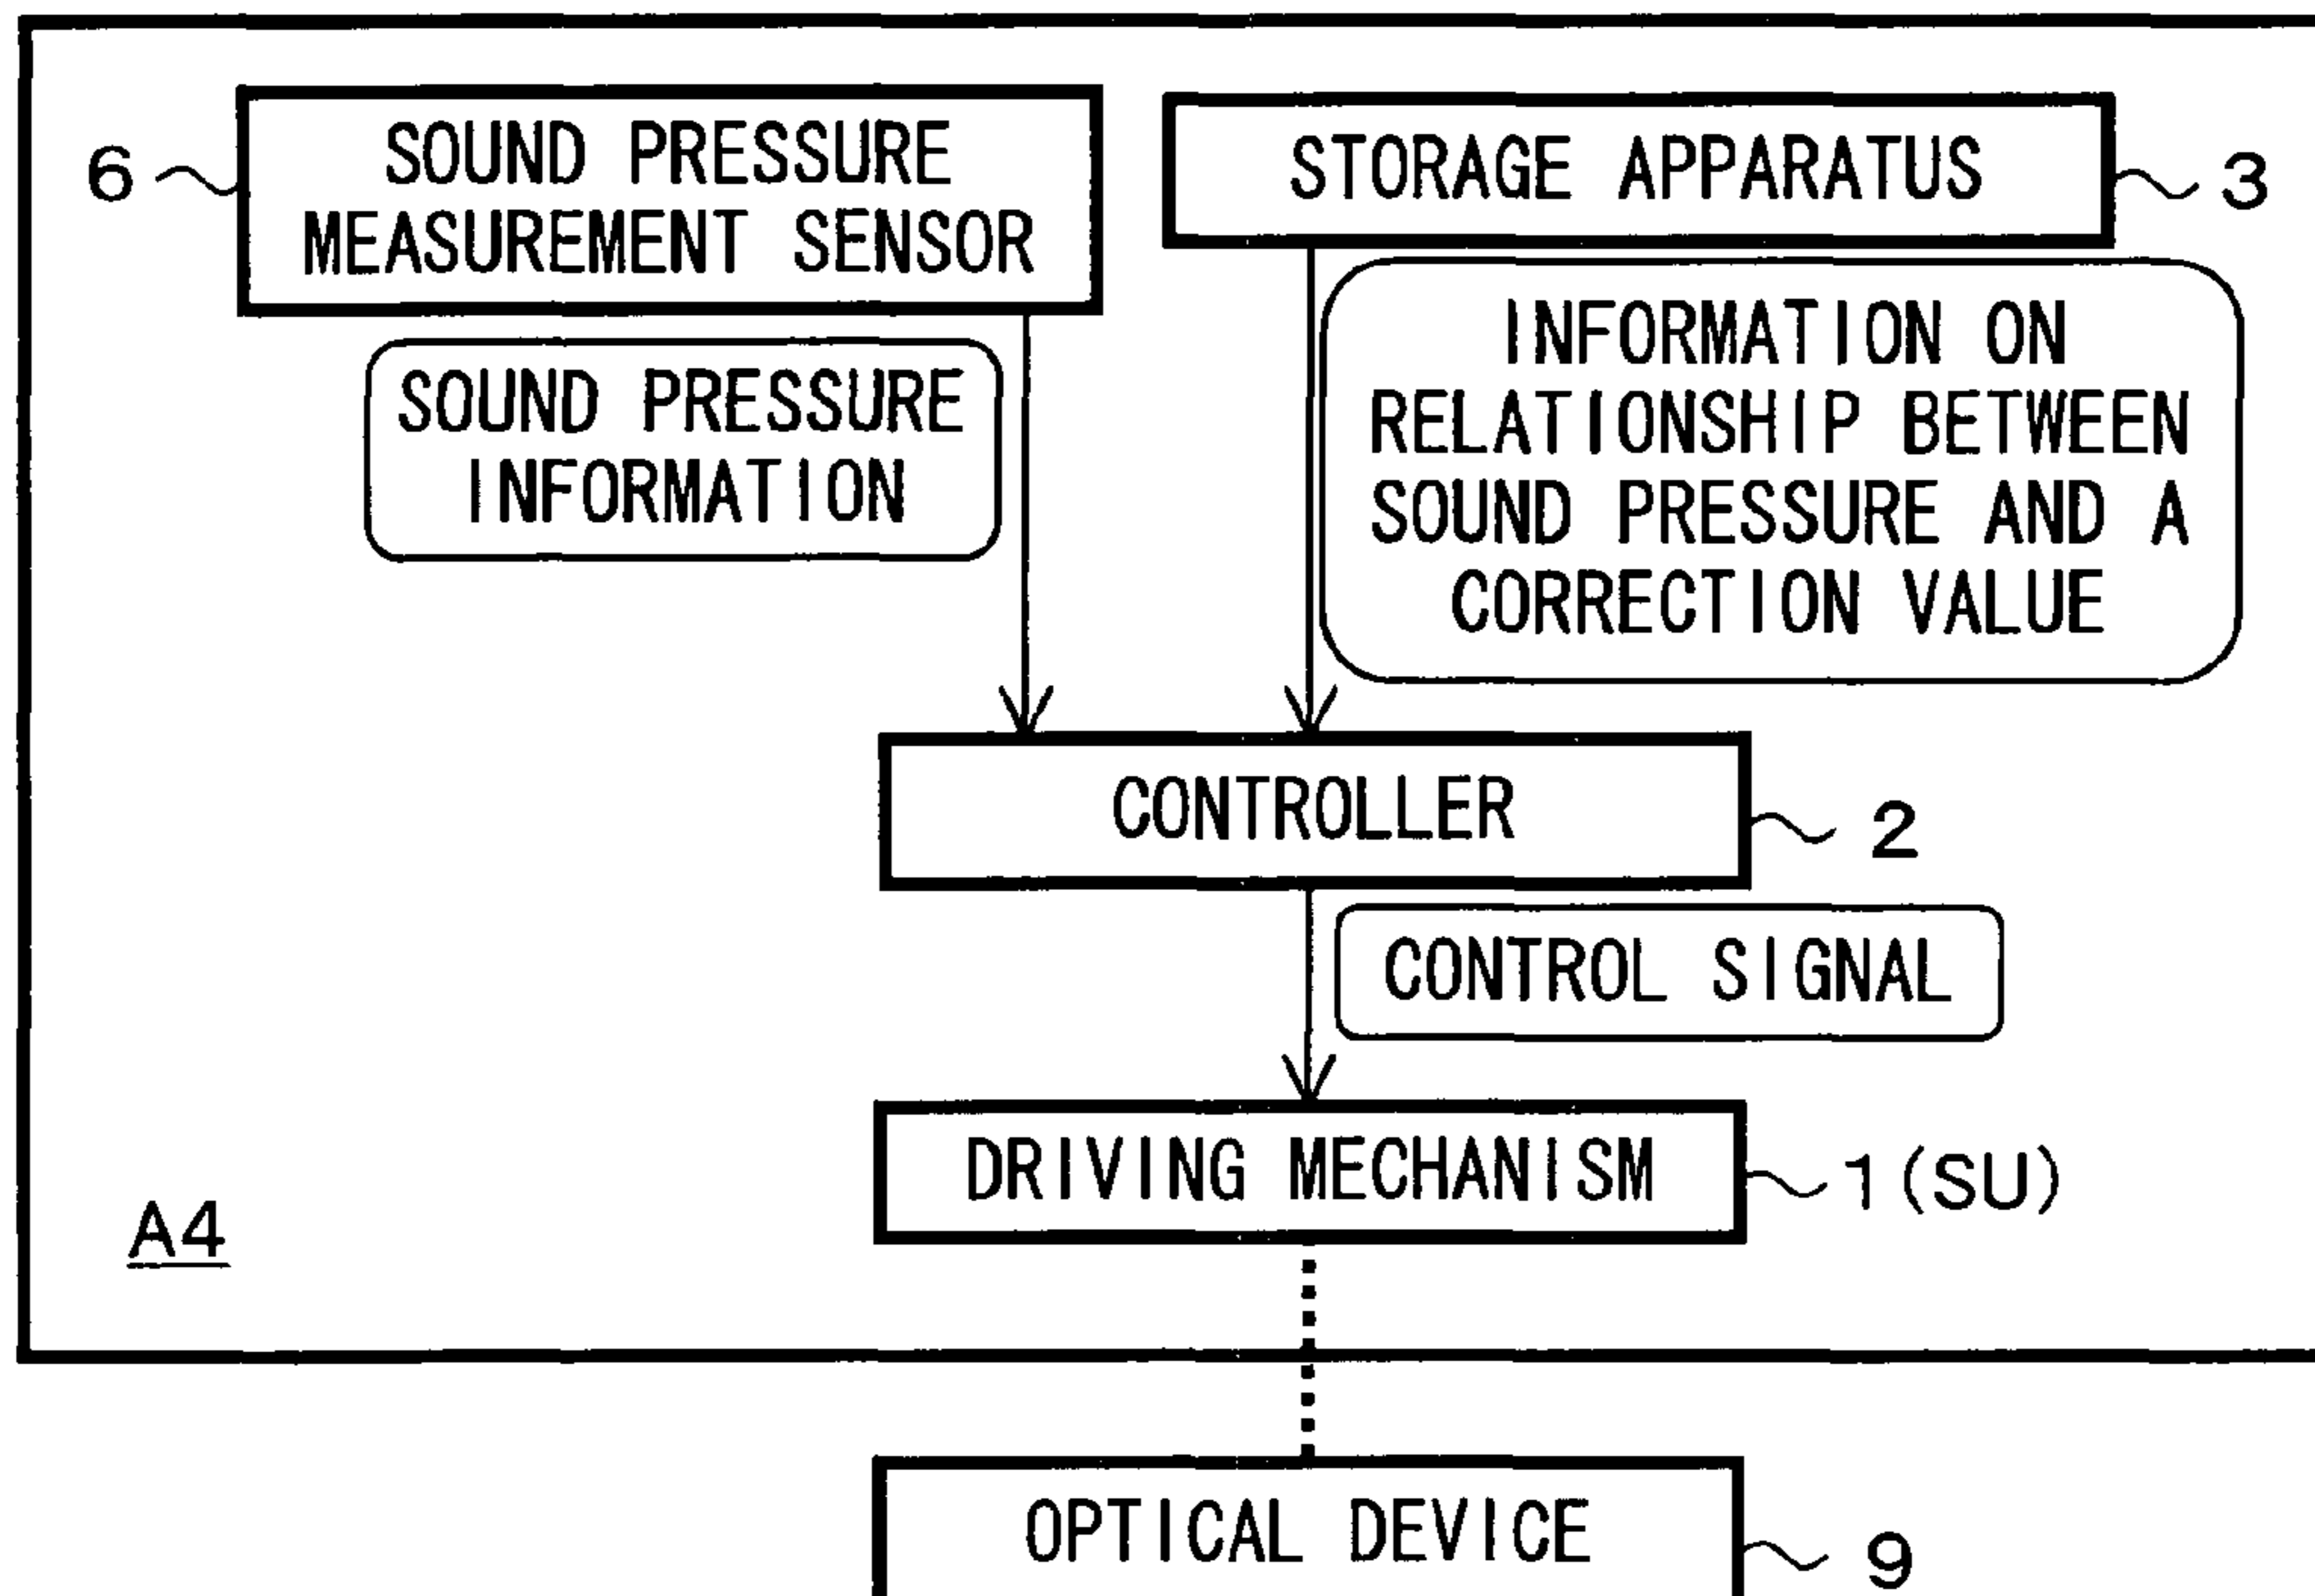 6
SOUND PRESSURE
MEASUREMENT SENSOR
STORAGE APPARATUS
3
SOUND PRESSURE
INFORMATION
INFORMATION ON
RELATIONSHIP BETWEEN
SOUND PRESSURE AND A
CORRECTION VALUE
CONTROLLER
2
CONTROL SIGNAL
DRIVING MECHANISM
1(SU)
A4
OPTICAL DEVICE
9